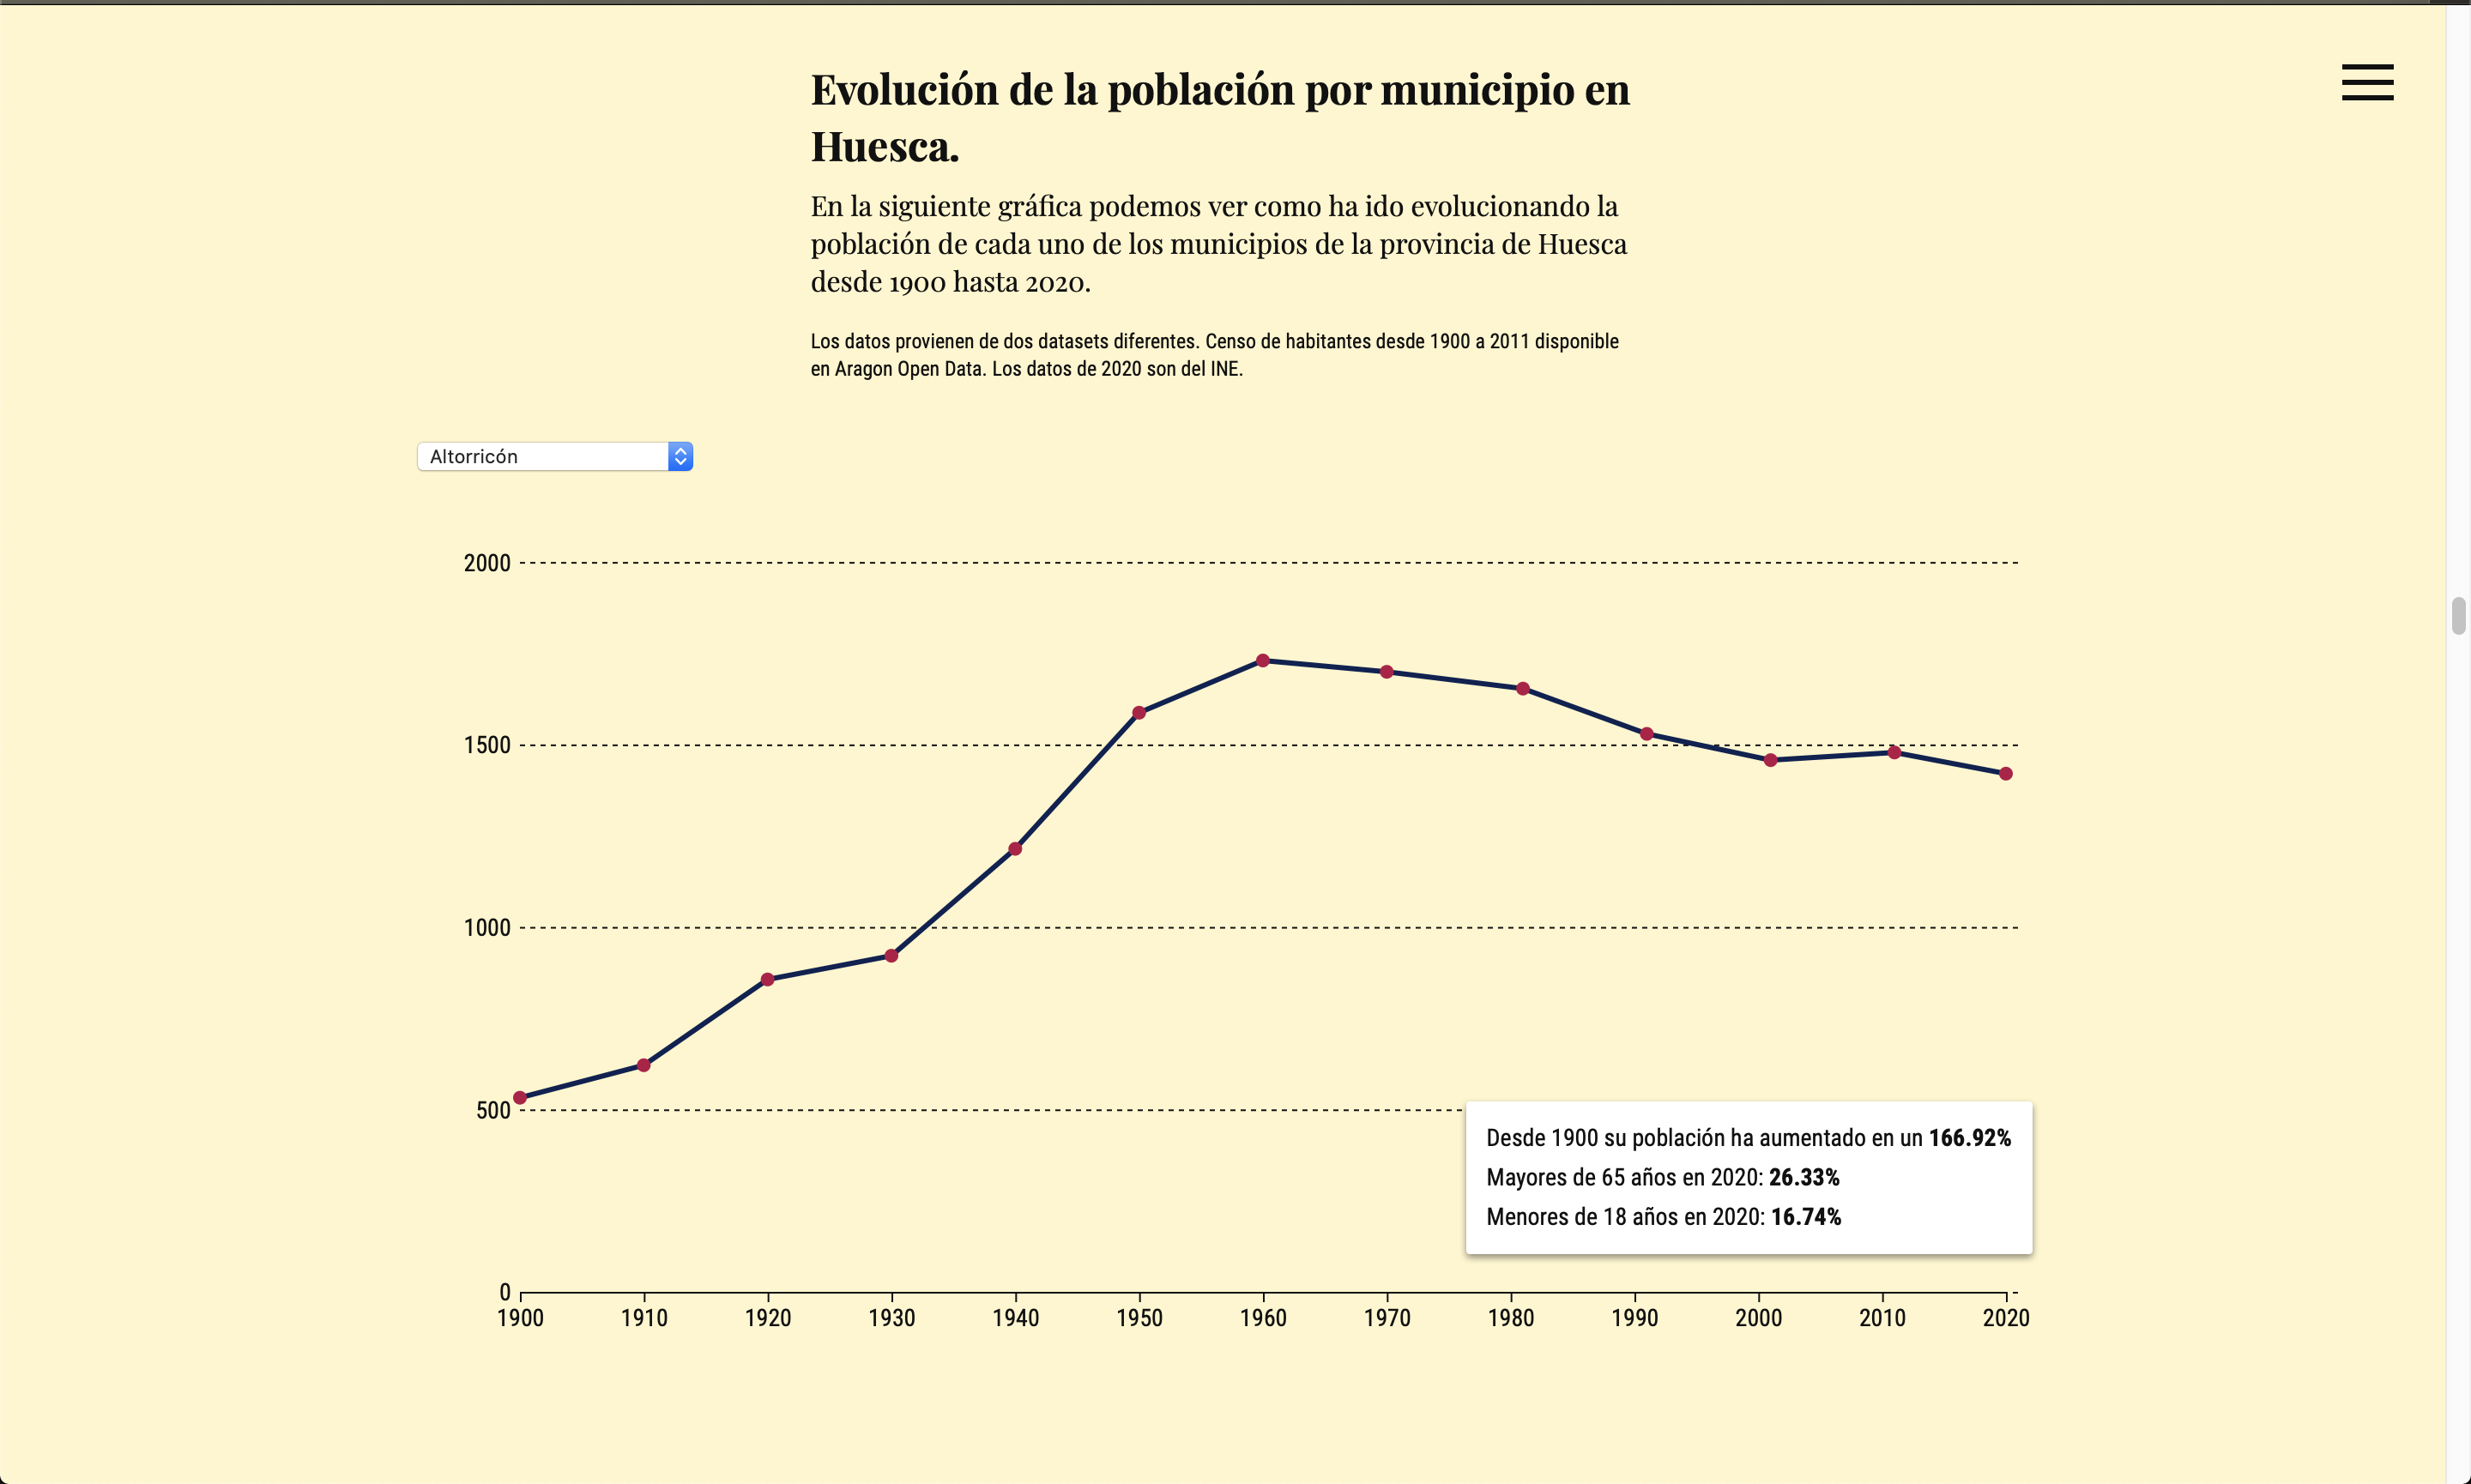 Evolución de la población por municipio en
Huesca.
En la siguiente gráfica podemos ver como ha ido evolucionando la
población de cada uno de los municipios de la provincia de Huesca
desde 1900 hasta 2020.
Los datos provienen de dos datasets diferentes. Censo de habitantes desde 1900 a 2011 disponible
en Aragon Open Data. Los datos de 2020 son del INE.
Altorricón
2000
1500
1000
500
0
Desde 1900 su población ha aumentado en un 166.92%
Mayores de 65 años en 2020: 26.33%
Menores de 18 años en 2020: 16.74%
1900 1910 1920 1930 1940 1950 1960 1970 1980 1990 2000 2010 2020